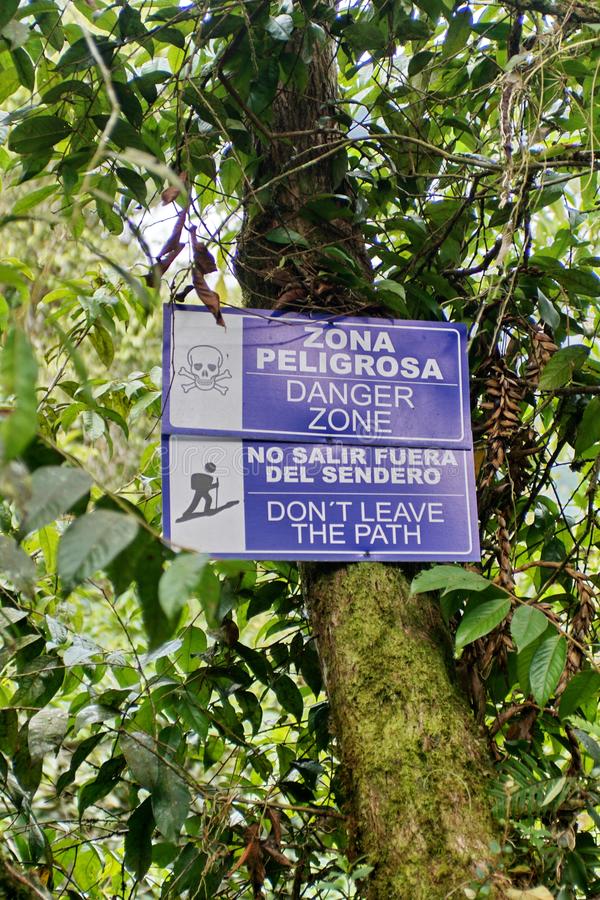 ZONA
PELIGROSA
DANGER
ZONE
NO SALIR FUERA
DEL SENDERO
DON´T LEAVE
THE PATH